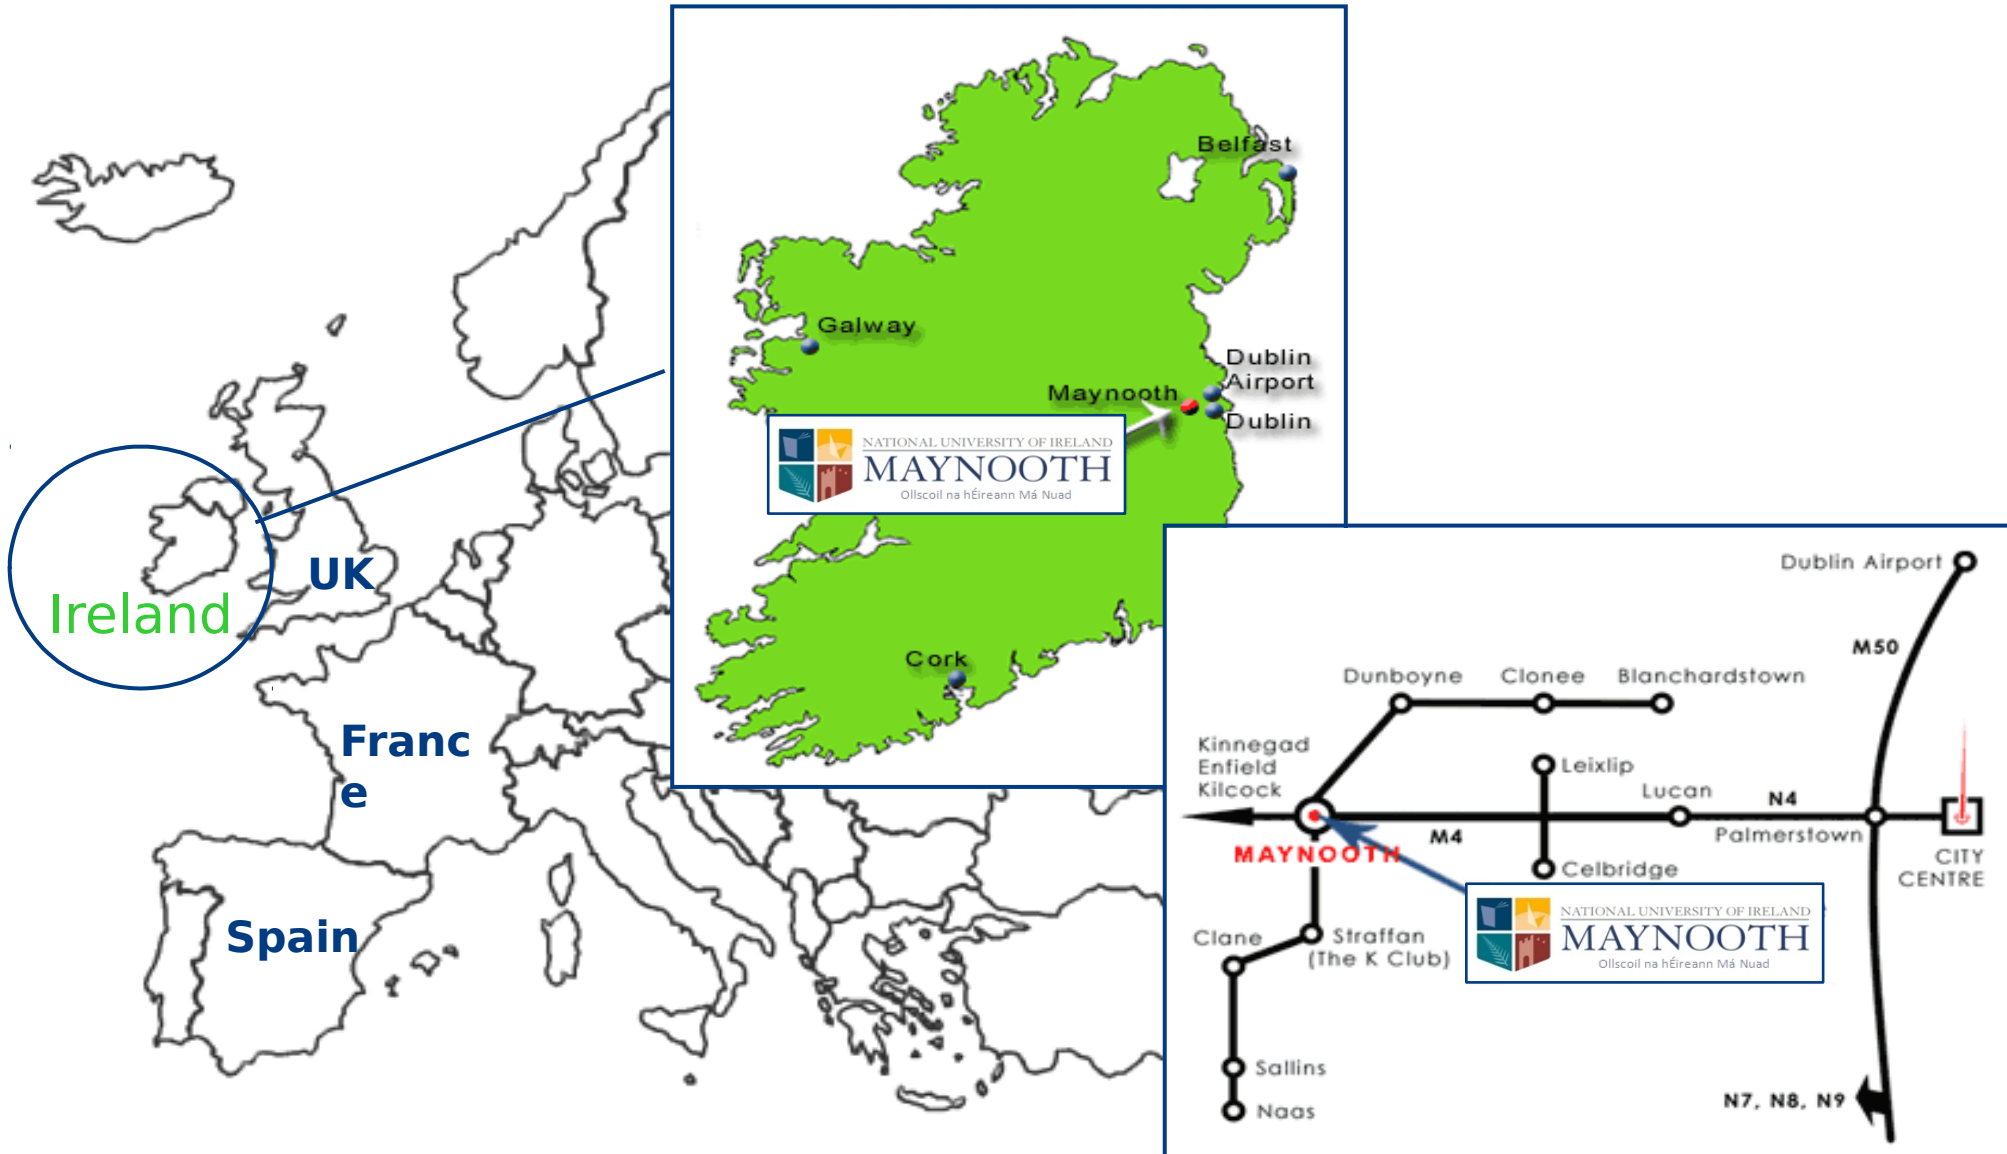 Ireland
UK
Franc
e
Spain
Belfast
Galway
Dublin
Airport
Maynooth
Dublin
NATIONAL UNIVERSITY OF IRELAND
MAYNOOTH
Ollscoil na hÉireann Má Nuad
Cork
Dublin Airport
M50
Dunboyne
Clonee
Blanchardstown
Kinnegad
Enfield
Kilcock
Leixlip
Lucan
N4
M4
Palmerstown
MAYNOOTH
CITY
CENTRE
Celbridge
NATIONAL UNIVERSITY OF IRELAND
MAYNOOTH
Ollscoil na hÉireann Má Nuad
Clane
Straffan
(The K Club)
Sallins
Naas
N7, N8, N9